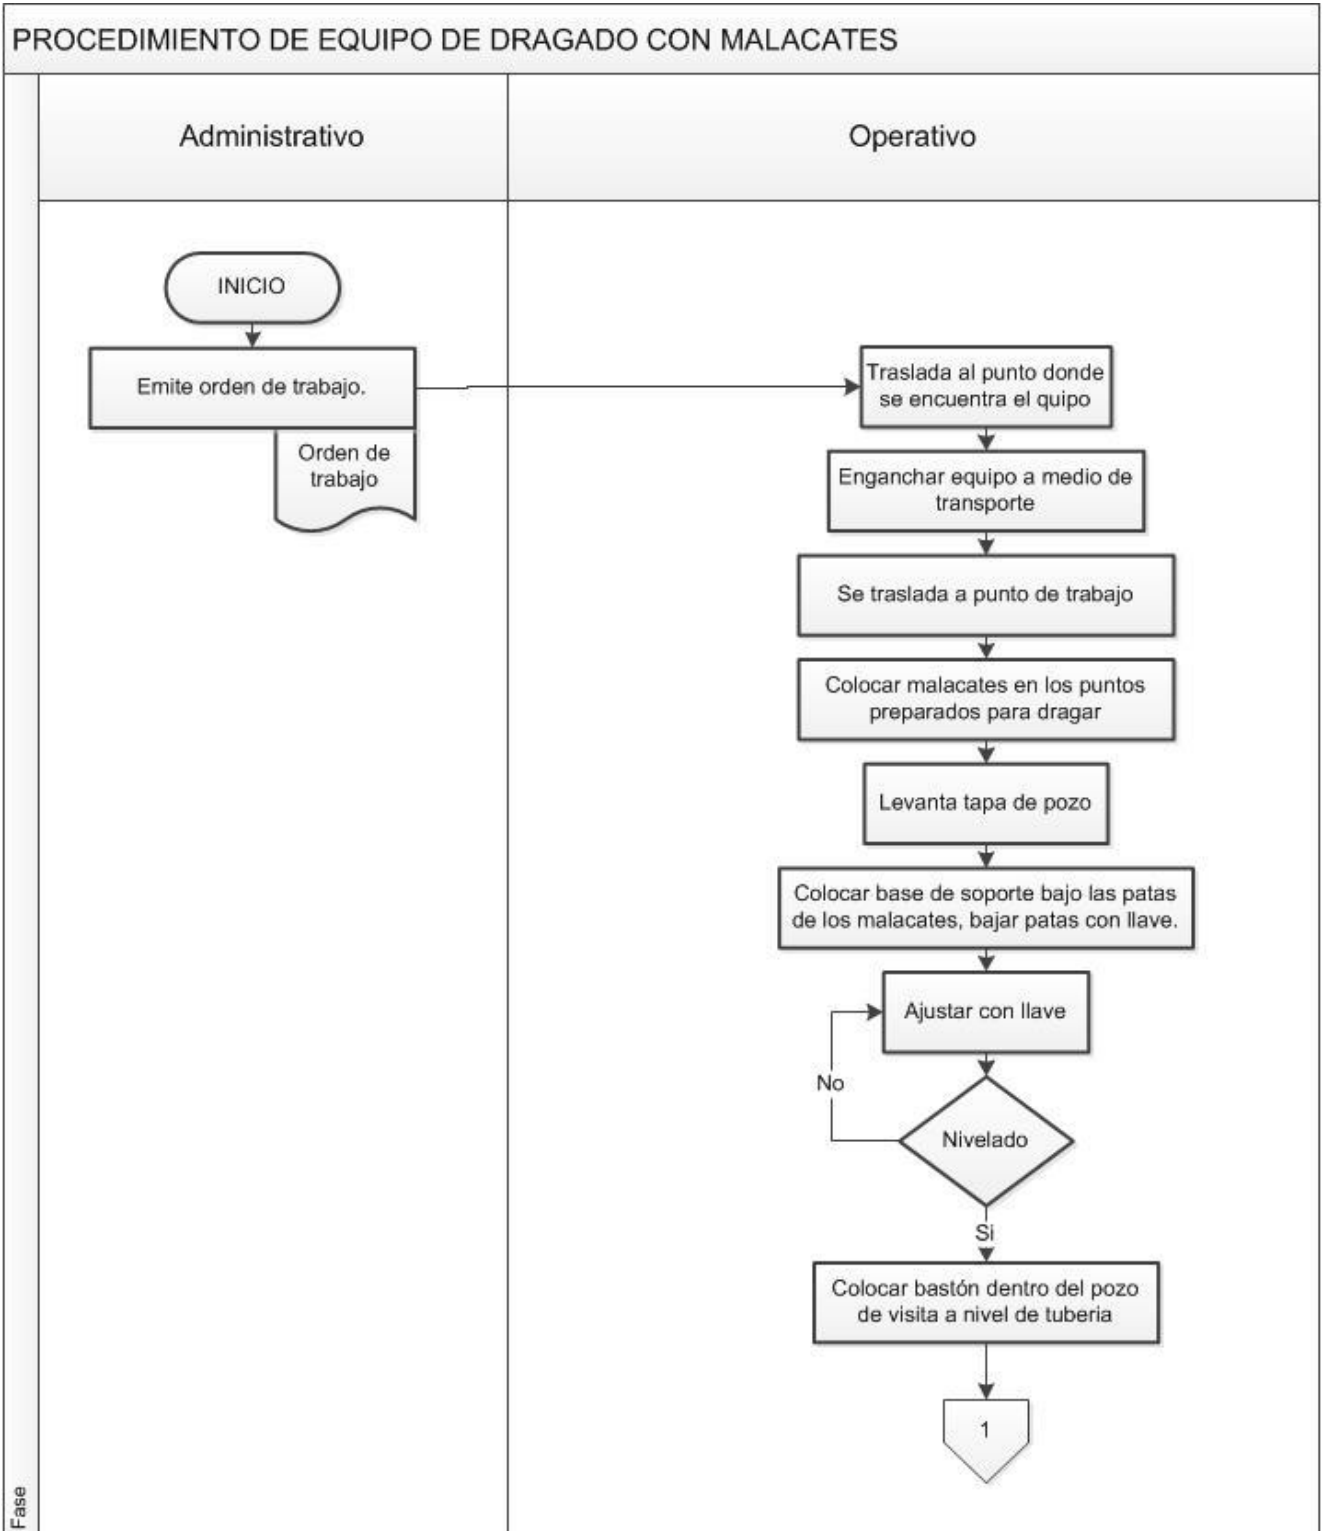 PROCEDIMIENTO DE EQUIPO DE DRAGADO CON MALACATES
Administrativo
Operativo
INICIO
Emite orden de trabajo.
Orden de
trabajo
Traslada al punto donde
se encuentra el quipo
Enganchar equipo a medio de
transporte
Se traslada a punto de trabajo
Colocar malacates en los puntos
preparados para dragar
Levanta tapa de pozo
Colocar base de soporte bajo las patas
de los malacates, bajar patas con llave.
Ajustar con llave
No
Nivelado
Si
Colocar bastón dentro del pozo
de visita a nivel de tuberia
1
Fase